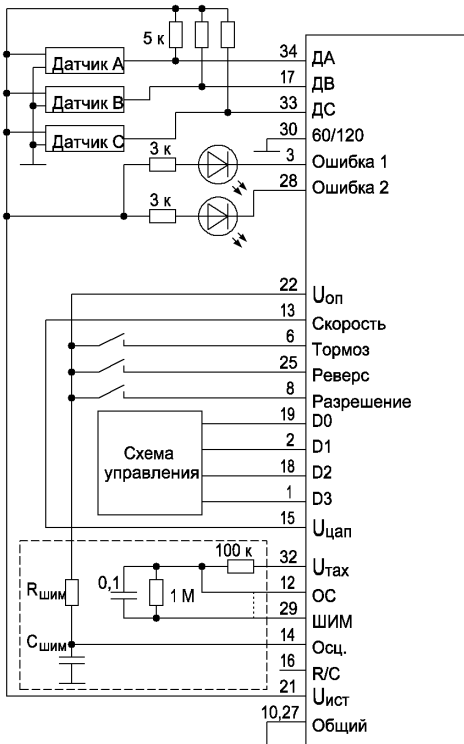 5 к
34 ДА
Датчик А
17 ДВ
Датчик В
33 ДС
Датчик С
30 60/120
3 к
3 Ошибка 1
28 Ошибка 2
3 к
22 Uоп
13 Скорость
6 Тормоз
25 Реверс
8 Разрешение
19 D0
Схема
управления
2 D1
18 D2
1 D3
15 Uцап
100 к
32 Uтах
0,1
1 М
12 ОС
Rшим
29 ШИМ
Сшим
14 Осц.
16 R/C
21 Uист
10,27 Общий